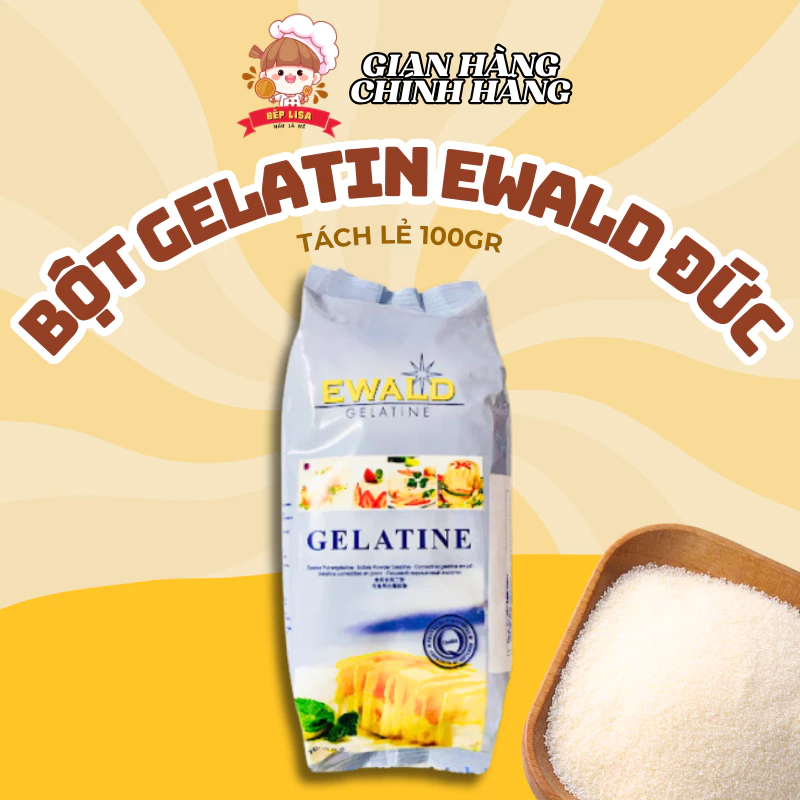 GIAN HÀNG
CHÍNH HÃNG
BẾP LISA
BỘT GELATIN EWALD ĐỨC
TÁCH LẺ 100GR
EWALD
GELATINE
GELATINE